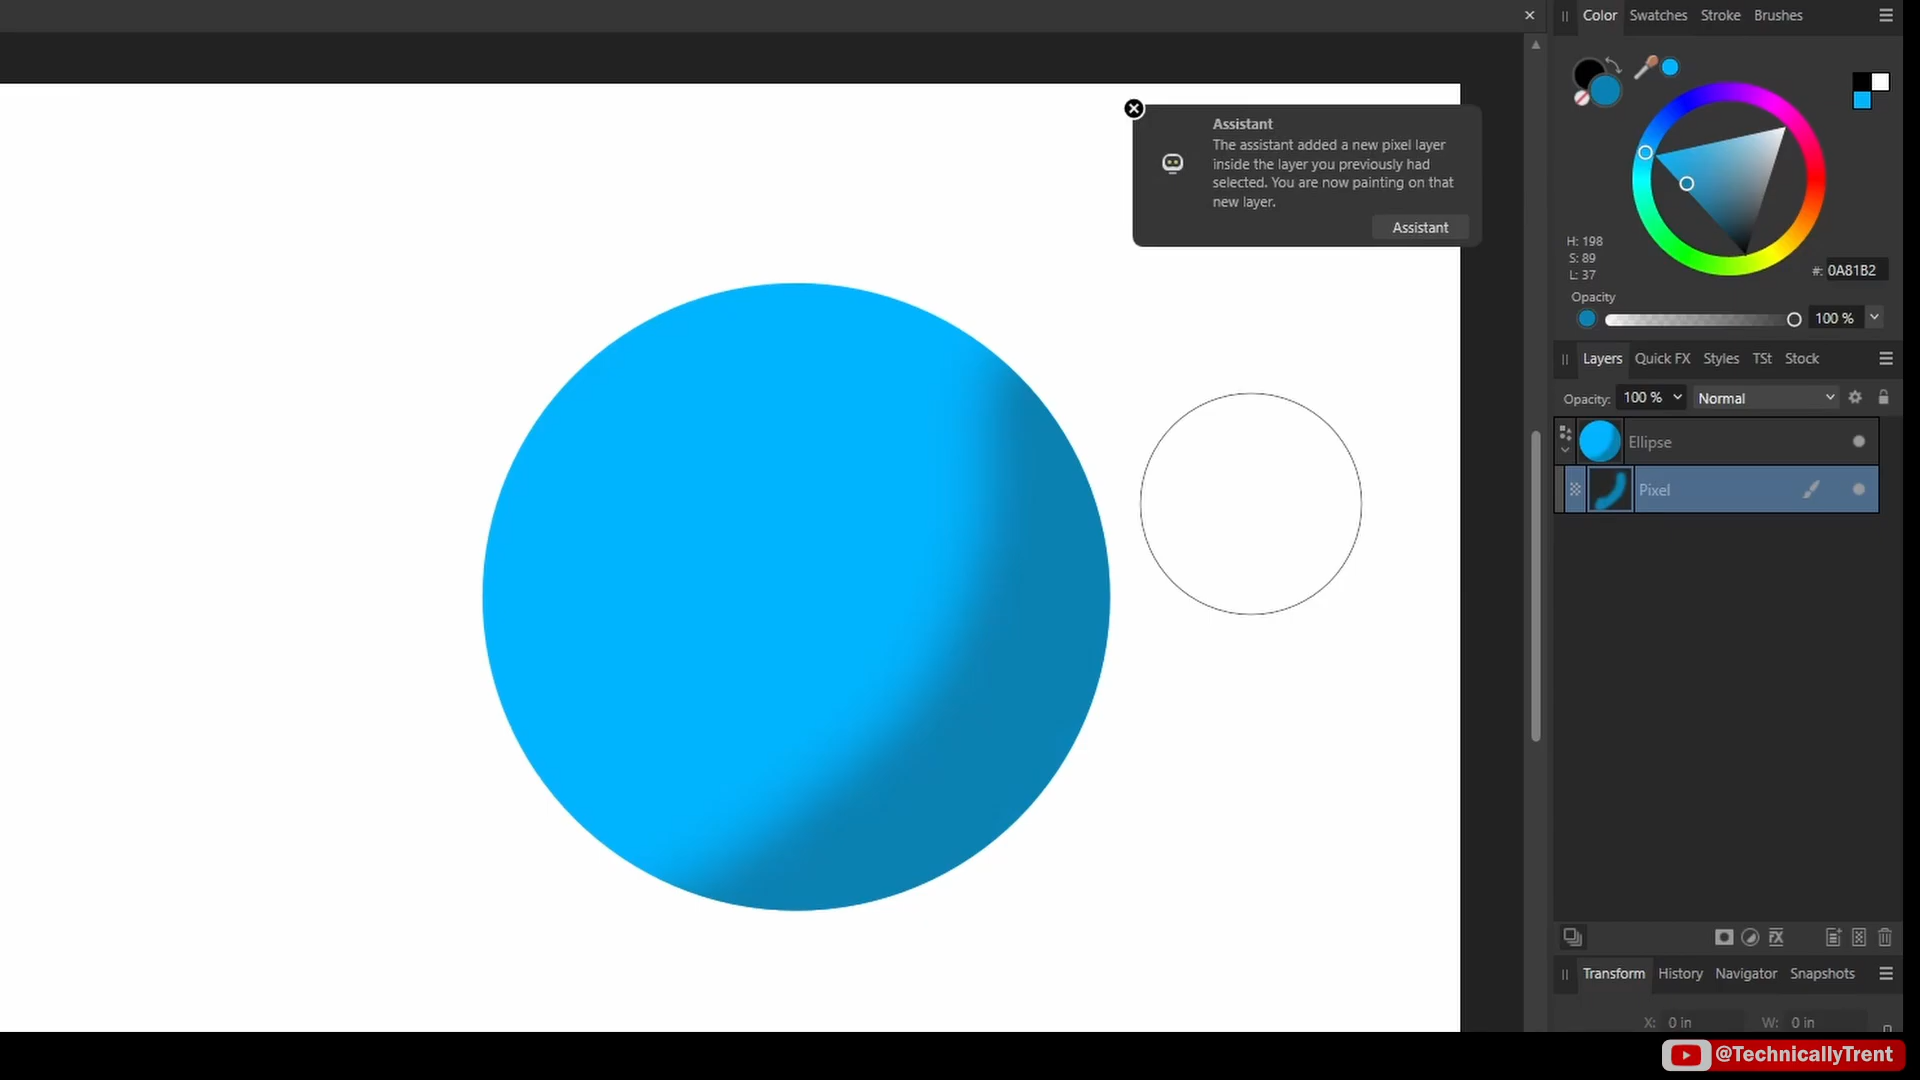 Color Swatches Stroke Brushes
Assistant
The assistant added a new pixel layer
inside the layer you previously had
selected. You are now painting on that
new layer.
Assistant
H: 198
S: 89
L: 37
#: 0A81B2
Opacity
100 %
Layers Quick FX Styles TSt Stock
Opacity: 100 % Normal
Ellipse
Pixel
FX
Transform History Navigator Snapshots
X: 0 in W: 0 in
@TechnicallyTrent